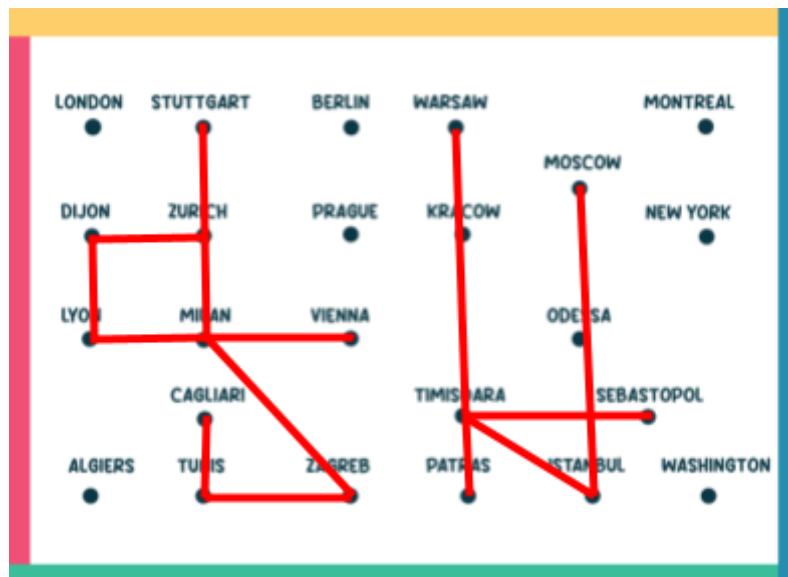 LONDON STUTTGART BERLIN WARSAW MONTREAL
MOSCOW
DIJON ZURICH PRAGUE KRACOW NEW YORK
LYON MILAN VIENNA ODESSA
CAGLIARI TIMISOARA SEBASTOPOL
ALGIERS TUNIS ZAGREB PATRAS ISTANBUL WASHINGTON